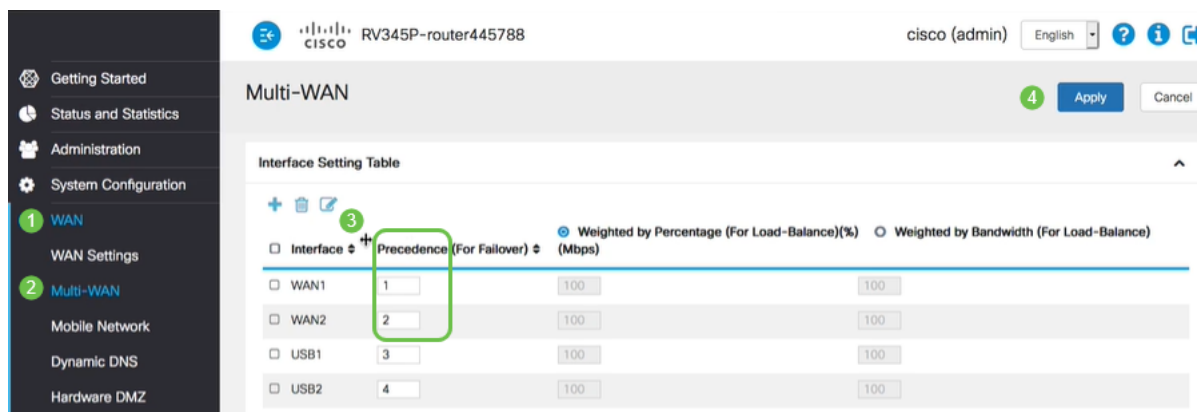 CISCO RV345P-router445788 cisco (admin) English
Getting Started
Status and Statistics
Administration
System Configuration
1 WAN
WAN Settings
2 Multi-WAN
Mobile Network
Dynamic DNS
Hardware DMZ
Multi-WAN 4 Apply Cancel
Interface Setting Table
3
Interface Precedence (For Failover) Weighted by Percentage (For Load-Balance)(%) Weighted by Bandwidth (For Load-Balance)
(Mbps)
WAN1 1 100 100
WAN2 2 100 100
USB1 3 100 100
USB2 4 100 100